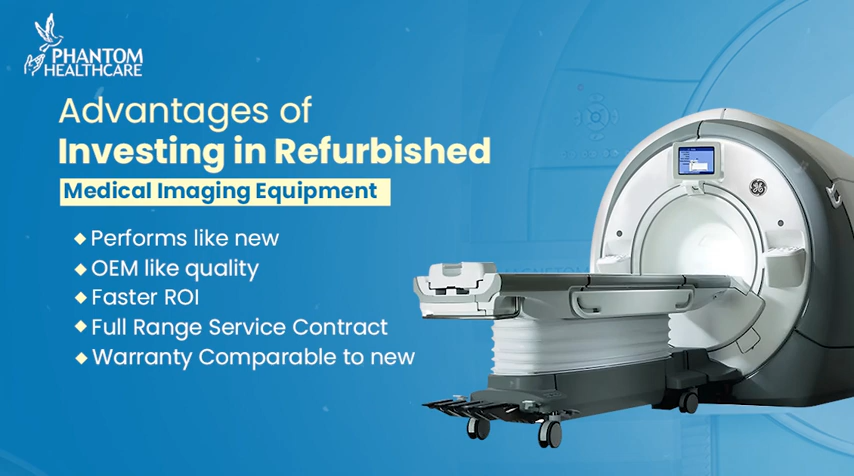 PHANTOM
HEALTHCARE
Advantages of
Investing in Refurbished
Medical Imaging Equipment
Performs like new
OEM like quality
Faster ROI
Full Range Service Contract
Warranty Comparable to new
GE